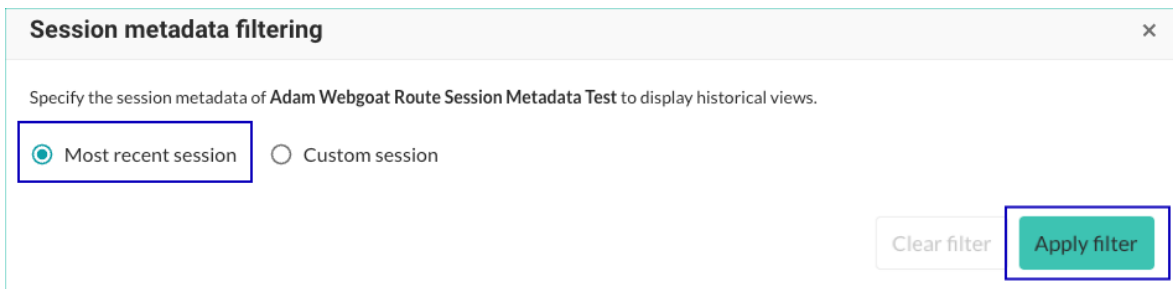 Session metadata filtering
Specify the session metadata of Adam Webgoat Route Session Metadata Test to display historical views.
Most recent session Custom session
Clear filter Apply filter